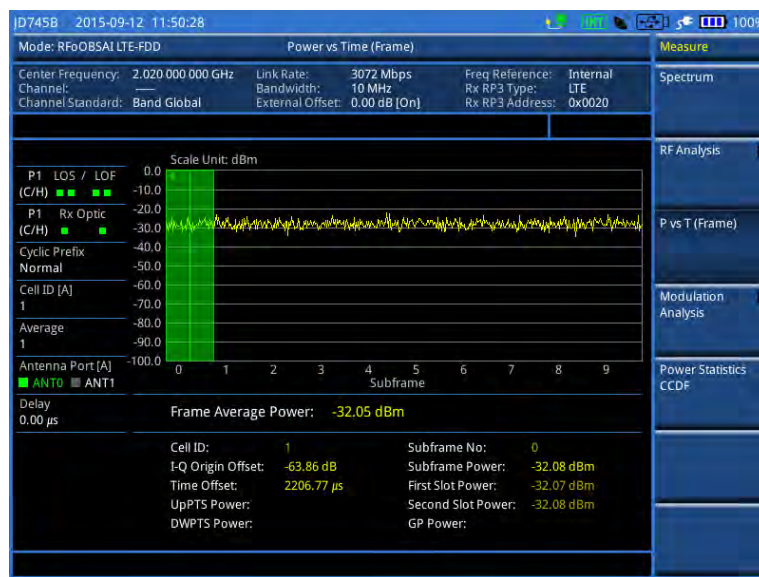 JD745B 2015-09-12 11:50:28 INT 100%
Mode: RFoOBSAI LTE-FDD Power vs Time (Frame) Measure
Center Frequency: 2.020 000 000 GHz Link Rate: 3072 Mbps Freq Reference: Internal
Channel: — Bandwidth: 10 MHz Rx RP3 Type: LTE
Channel Standard: Band Global External Offset: 0.00 dB [On] Rx RP3 Address: 0x0020
Spectrum
RF Analysis
P vs T (Frame)
Modulation
Analysis
Power Statistics
CCDF
P1 LOS / LOF
(C/H)
P1 Rx Optic
(C/H)
Cyclic Prefix
Normal
Cell ID [A]
1
Average
1
Antenna Port [A]
ANT0 ANT1
Delay
0.00 µs
Scale Unit: dBm
0.0
-10.0
-20.0
-30.0
-40.0
-50.0
-60.0
-70.0
-80.0
-90.0
-100.0
0 1 2 3 4 5 6 7 8 9
Subframe
Frame Average Power: -32.05 dBm
Cell ID: 1 Subframe No: 0
I-Q Origin Offset: -63.86 dB Subframe Power: -32.08 dBm
Time Offset: 2206.77 µs First Slot Power: -32.07 dBm
UpPTS Power: Second Slot Power: -32.08 dBm
DWPTS Power: GP Power: